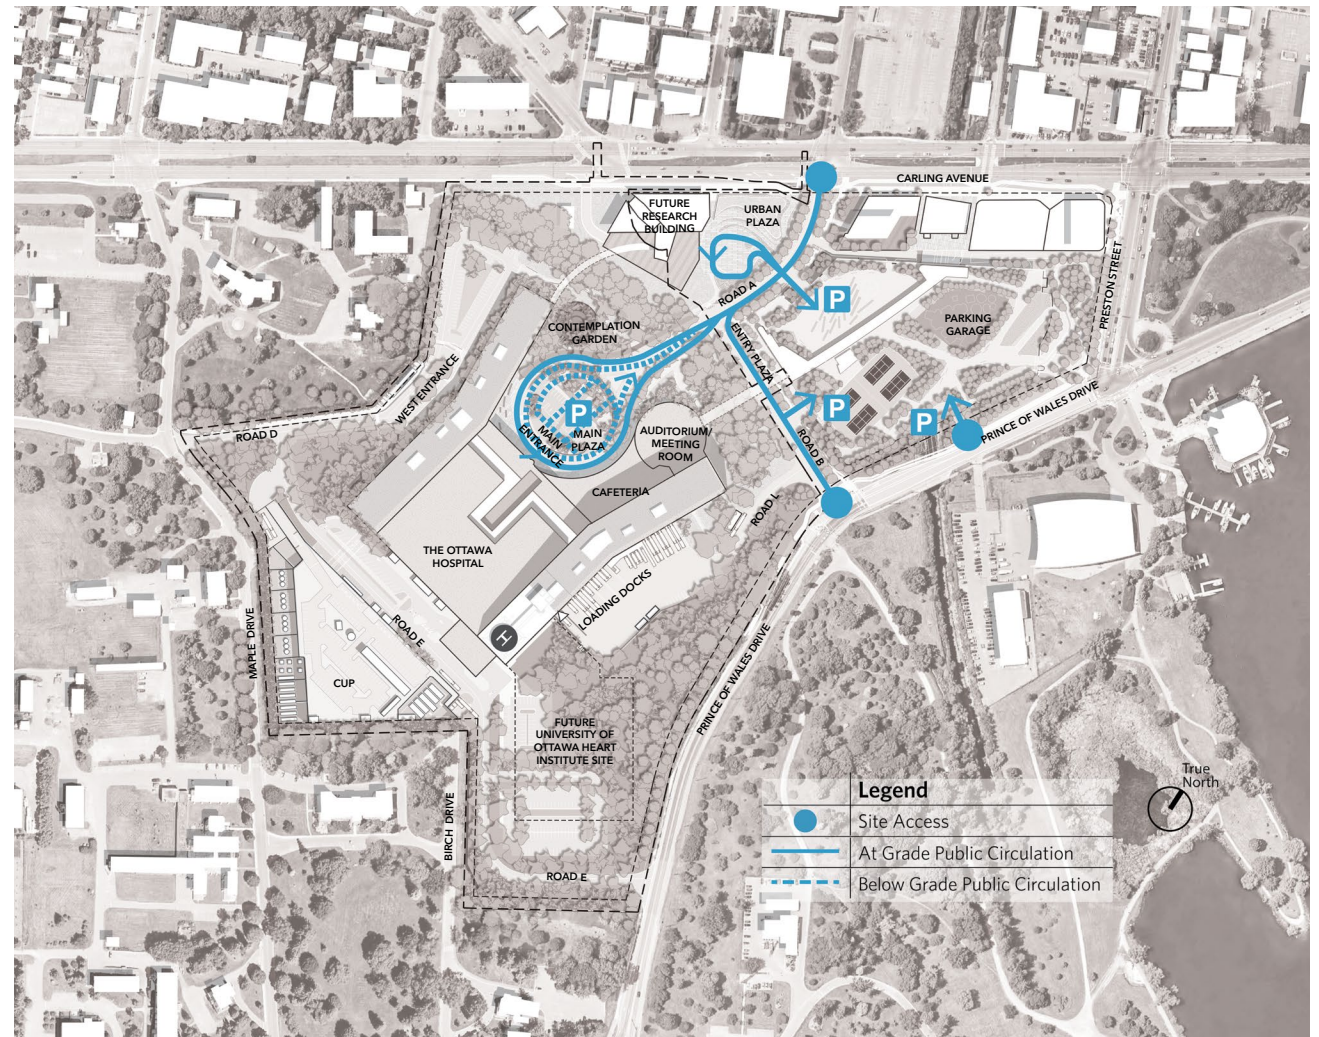 CARLING AVENUE
FUTURE
RESEARCH
BUILDING
URBAN
PLAZA
PRESTON STREET
ROAD A
P
PARKING
GARAGE
CONTEMPLATION
GARDEN
ENTRY PLAZA
WEST ENTRANCE
P
P
P
PRINCE OF WALES DRIVE
MAIN
ENTRANCE
MAIN
PLAZA
AUDITORIUM/
MEETING
ROOM
ROAD B
ROAD D
CAFETERIA
ROAD L
THE OTTAWA
HOSPITAL
LOADING DOCKS
ROAD E
H
MAPLE DRIVE
CUP
PRINCE OF WALES DRIVE
FUTURE
UNIVERSITY OF
OTTAWA HEART
INSTITUTE SITE
BIRCH DRIVE
ROAD E
True
North
Legend
Site Access
At Grade Public Circulation
Below Grade Public Circulation